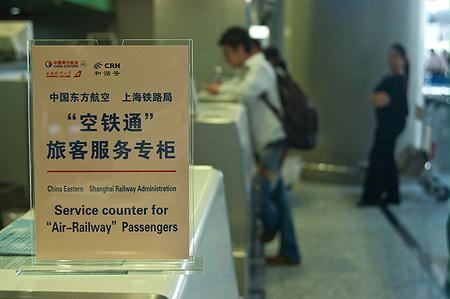 中国东方航空
CHINA EASTERN
CRH
和谐号
中国东方航空 上海铁路局
“空铁通”
旅客服务专柜
China Eastern Shanghai Railway Administration
Service counter for
“Air-Railway” Passengers